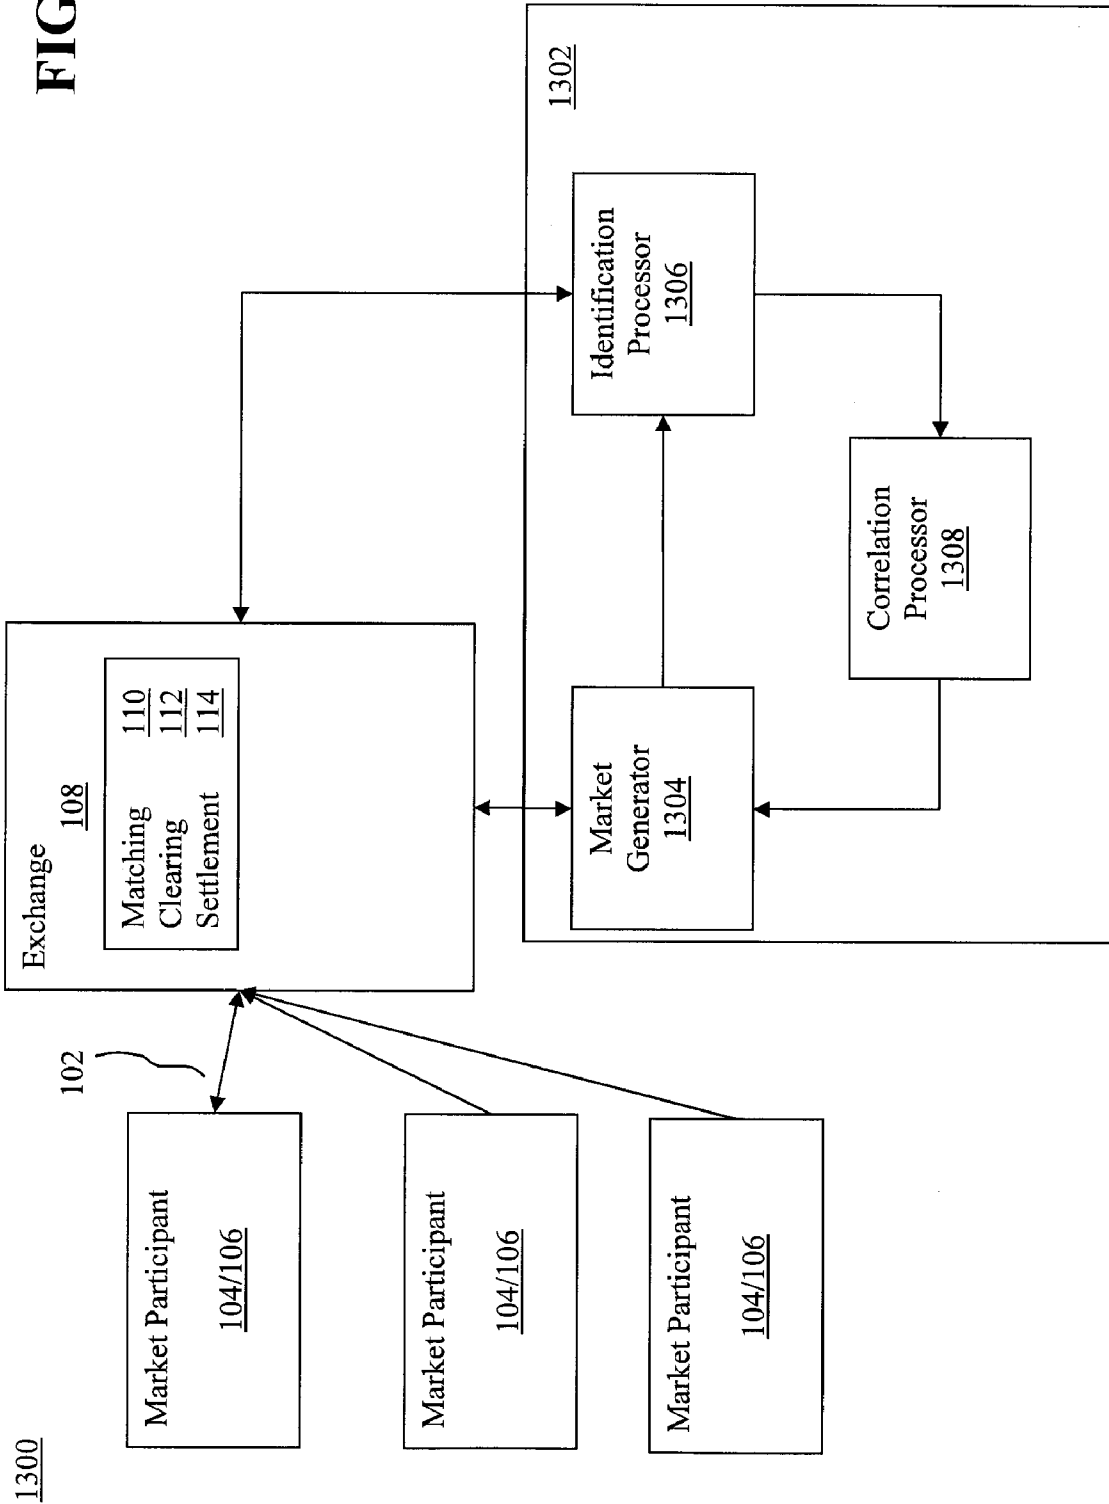 FIG
1300
102
Exchange
108
Matching 110
Clearing 112
Settlement 114
Market Participant
104/106
Market Participant
104/106
Market Participant
104/106
1302
Market
Generator
1304
Identification
Processor
1306
Correlation
Processor
1308